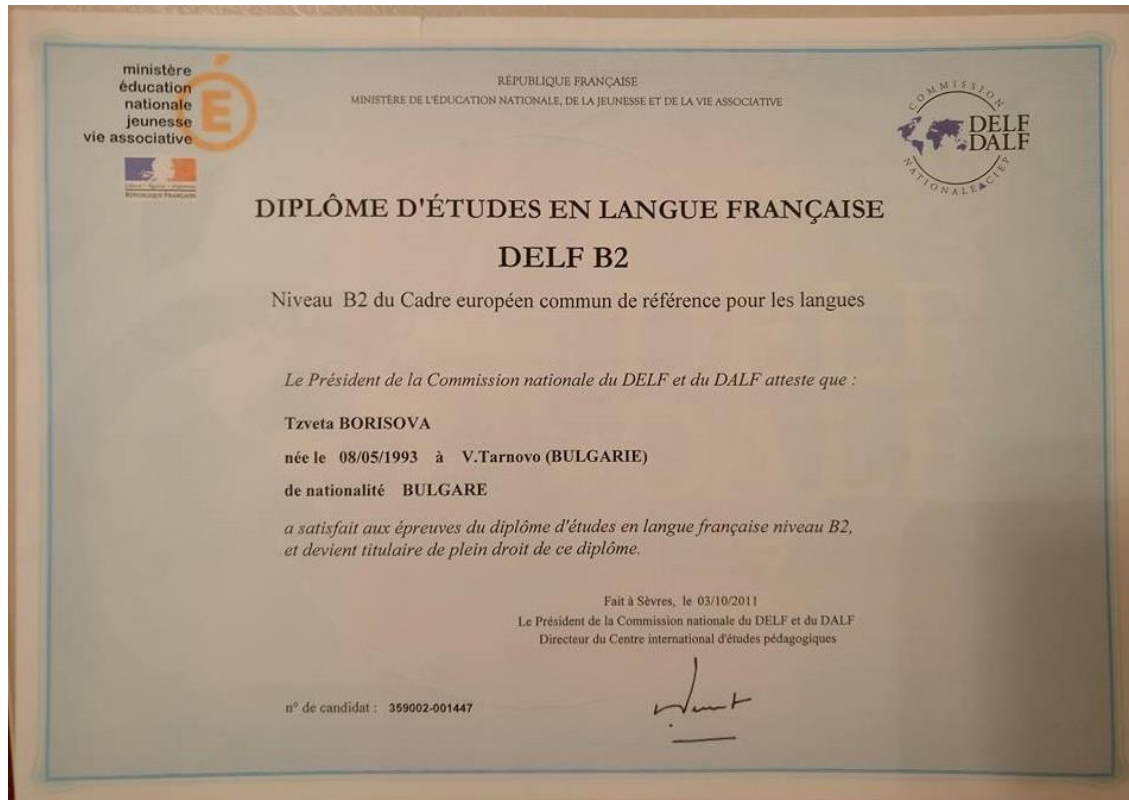 ministère
éducation
nationale
jeunesse
vie associative
É
Liberté • Égalité • Fraternité
RÉPUBLIQUE FRANÇAISE
RÉPUBLIQUE FRANÇAISE
MINISTÈRE DE L'ÉDUCATION NATIONALE, DE LA JEUNESSE ET DE LA VIE ASSOCIATIVE
COMMISSION
DELF
DALF
NATIONALE CIEP
DIPLÔME D'ÉTUDES EN LANGUE FRANÇAISE
DELF B2
Niveau B2 du Cadre européen commun de référence pour les langues
Le Président de la Commission nationale du DELF et du DALF atteste que :
Tzveta BORISOVA
née le 08/05/1993 à V.Tarnovo (BULGARIE)
de nationalité BULGARE
a satisfait aux épreuves du diplôme d'études en langue française niveau B2,
et devient titulaire de plein droit de ce diplôme.
Fait à Sèvres, le 03/10/2011
Le Président de la Commission nationale du DELF et du DALF
Directeur du Centre international d'études pédagogiques
n° de candidat : 359002-001447